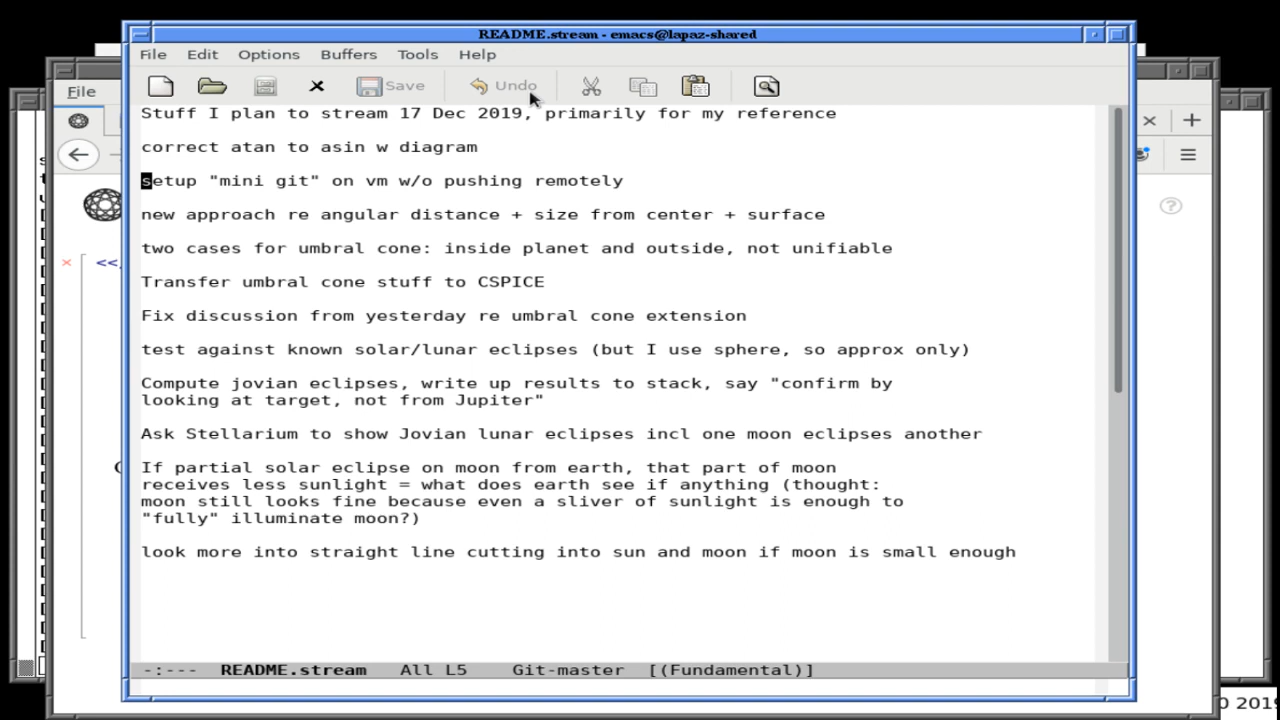 README.stream - emacs@lapaz-shared
File Edit Options Buffers Tools Help
File
Save Undo
Stuff I plan to stream 17 Dec 2019, primarily for my reference
correct atan to asin w diagram
setup "mini git" on vm w/o pushing remotely
new approach re angular distance + size from center + surface
two cases for umbral cone: inside planet and outside, not unifiable
<<
Transfer umbral cone stuff to CSPICE
Fix discussion from yesterday re umbral cone extension
test against known solar/lunar eclipses (but I use sphere, so approx only)
Compute jovian eclipses, write up results to stack, say "confirm by
looking at target, not from Jupiter"
Ask Stellarium to show Jovian lunar eclipses incl one moon eclipses another
If partial solar eclipse on moon from earth, that part of moon
receives less sunlight = what does earth see if anything (thought:
moon still looks fine because even a sliver of sunlight is enough to
"fully" illuminate moon?)
look more into straight line cutting into sun and moon if moon is small enough
-:--- README.stream All L5 Git-master [(Fundamental)]